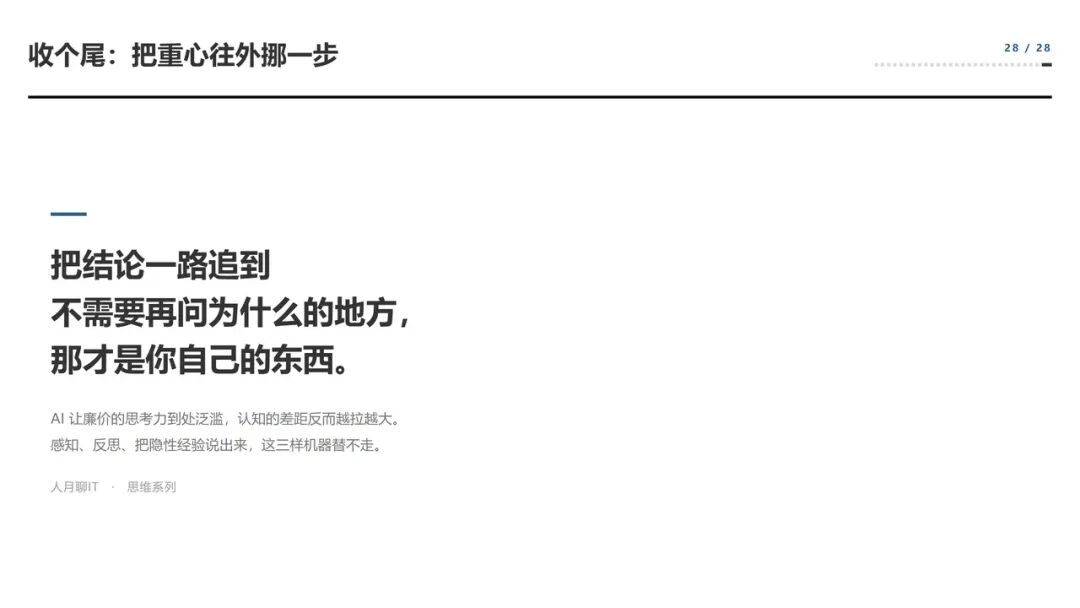 收个尾：把重心往外挪一步
28 / 28
把结论一路追到
不需要再问为什么的地方，
那才是你自己的东西。
AI 让廉价的思考力到处泛滥，认知的差距反而越拉越大。
感知、反思、把隐性经验说出来，这三样机器替不走。
人月聊IT · 思维系列